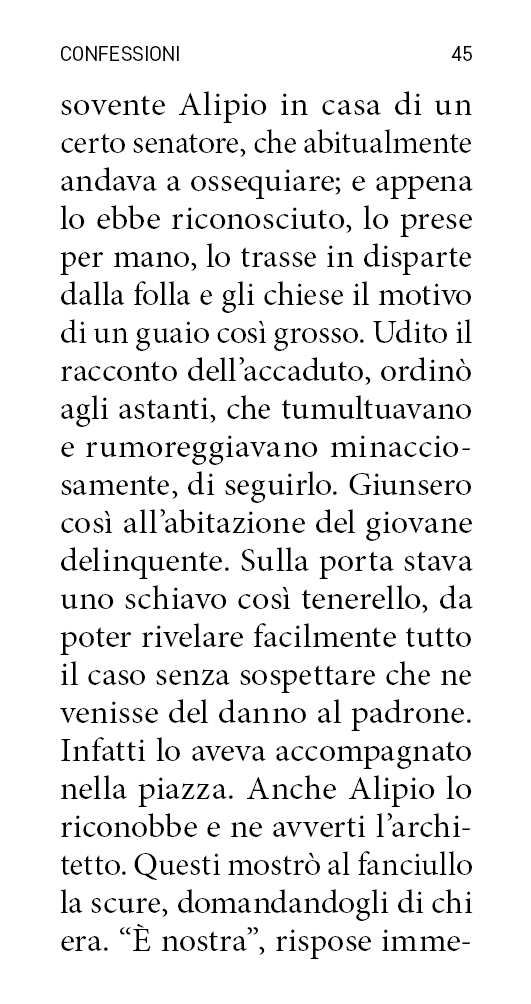 CONFESSIONI 45
sovente Alipio in casa di un
certo senatore, che abitualmente
andava a ossequiare; e appena
lo ebbe riconosciuto, lo prese
per mano, lo trasse in disparte
dalla folla e gli chiese il motivo
di un guaio così grosso. Udito il
racconto dell’accaduto, ordinò
agli astanti, che tumultuavano
e rumoreggiavano minaccio-
samente, di seguirlo. Giunsero
così all’abitazione del giovane
delinquente. Sulla porta stava
uno schiavo così tenerello, da
poter rivelare facilmente tutto
il caso senza sospettare che ne
venisse del danno al padrone.
Infatti lo aveva accompagnato
nella piazza. Anche Alipio lo
riconobbe e ne avvertì l’archi-
tetto. Questi mostrò al fanciullo
la scure, domandandogli di chi
era. “È nostra”, rispose imme-